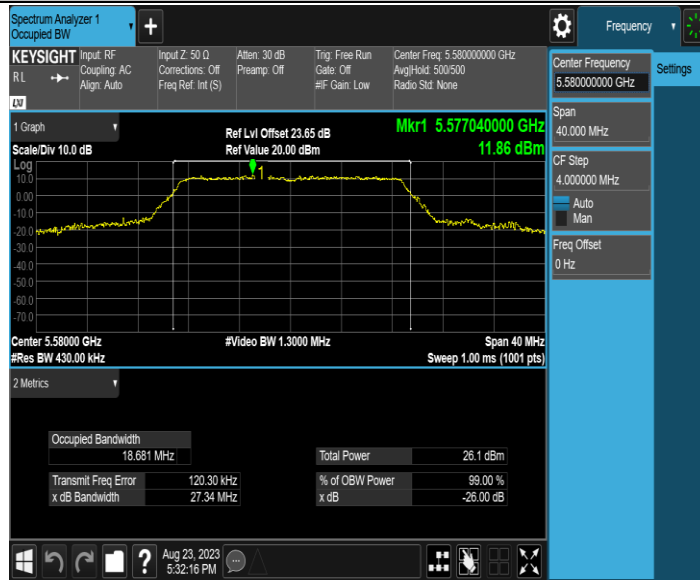 Spectrum Analyzer 1
Occupied BW
+
Frequency
KEYSIGHT
RL
LXI
Input: RF
Coupling: AC
Align: Auto
Input Z: 50 Ω
Corrections: Off
Freq Ref: Int (S)
Atten: 30 dB
Preamp: Off
Trig: Free Run
Gate: Off
#IF Gain: Low
Center Freq: 5.580000000 GHz
Avg|Hold: 500/500
Radio Std: None
Center Frequency
5.580000000 GHz
Settings
Span
40.000 MHz
CF Step
4.000000 MHz
Auto
Man
Freq Offset
0 Hz
1 Graph
Ref Lvl Offset 23.65 dB
Mkr1 5.577040000 GHz
Scale/Div 10.0 dB
Ref Value 20.00 dBm
11.86 dBm
Log
10.0
0.00
-10.0
-20.0
-30.0
-40.0
-50.0
-60.0
-70.0
1
Center 5.58000 GHz
#Video BW 1.3000 MHz
Span 40 MHz
#Res BW 430.00 kHz
Sweep 1.00 ms (1001 pts)
2 Metrics
Occupied Bandwidth
18.681 MHz
Total Power 26.1 dBm
Transmit Freq Error 120.30 kHz
% of OBW Power 99.00 %
x dB Bandwidth 27.34 MHz
x dB -26.00 dB
?
Aug 23, 2023
5:32:16 PM